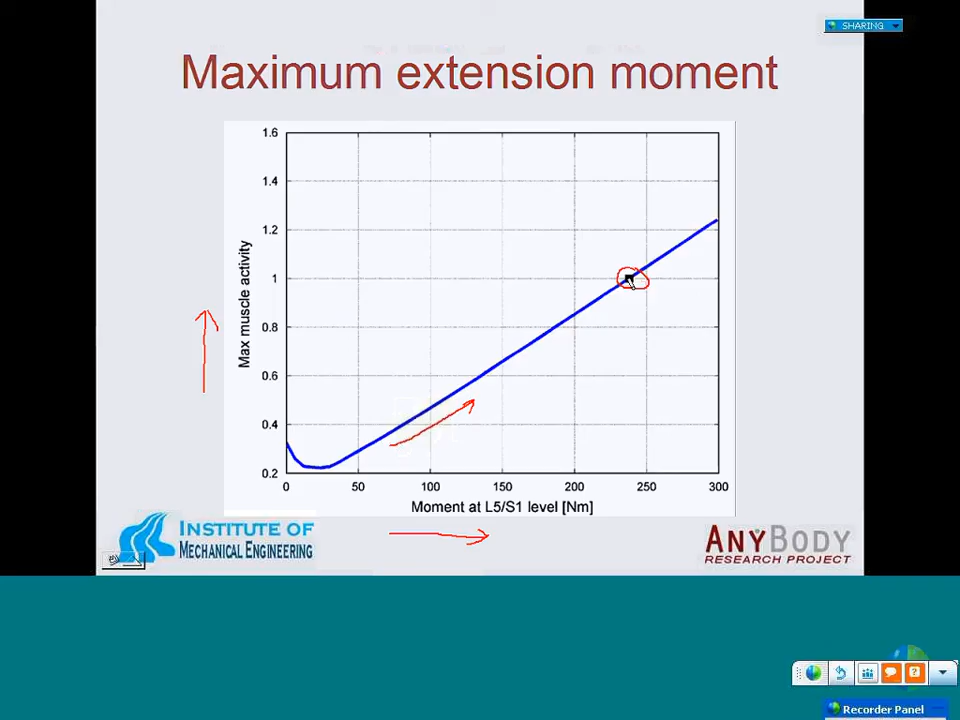 SHARING
Maximum extension moment
1.6
1.4
1.2
1
0.8
0.6
0.4
0.2
Max muscle activity
0 50 100 150 200 250 300
Moment at L5/S1 level [Nm]
INSTITUTE OF
MECHANICAL ENGINEERING
ANYBODY
RESEARCH PROJECT
Recorder Panel